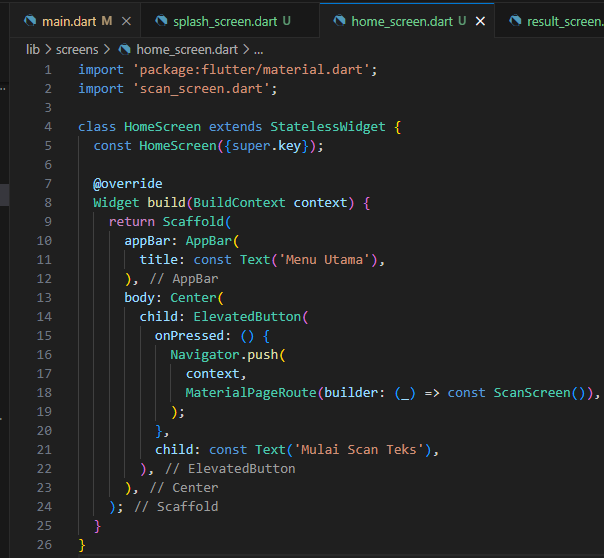 main.dart M splash_screen.dart U home_screen.dart U result_screen.
lib > screens > home_screen.dart > ...
1 import 'package:flutter/material.dart';
2 import 'scan_screen.dart';
3
4 class HomeScreen extends StatelessWidget {
5   const HomeScreen({super.key});
6
7   @override
8   Widget build(BuildContext context) {
9     return Scaffold(
10       appBar: AppBar(
11         title: const Text('Menu Utama'),
12       ), // AppBar
13       body: Center(
14         child: ElevatedButton(
15           onPressed: () {
16             Navigator.push(
17               context,
18               MaterialPageRoute(builder: (_) => const ScanScreen()),
19             );
20           },
21           child: const Text('Mulai Scan Teks'),
22         ), // ElevatedButton
23       ), // Center
24     ); // Scaffold
25   }
26 }